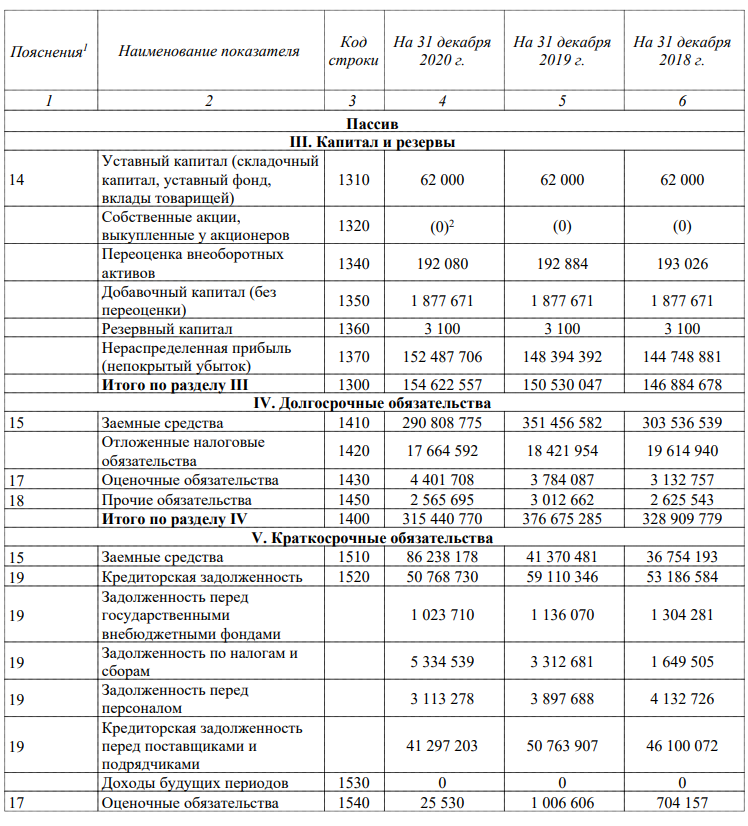 Пояснения1 Наименование показателя Код строки На 31 декабря 2020 г. На 31 декабря 2019 г. На 31 декабря 2018 г.
1 2 3 4 5 6
Пассив
III. Капитал и резервы
14 Уставный капитал (складочный капитал, уставный фонд, вклады товарищей) 1310 62 000 62 000 62 000
Собственные акции, выкупленные у акционеров 1320 (0)2 (0) (0)
Переоценка внеоборотных активов 1340 192 080 192 884 193 026
Добавочный капитал (без переоценки) 1350 1 877 671 1 877 671 1 877 671
Резервный капитал 1360 3 100 3 100 3 100
Нераспределенная прибыль (непокрытый убыток) 1370 152 487 706 148 394 392 144 748 881
Итого по разделу III 1300 154 622 557 150 530 047 146 884 678
IV. Долгосрочные обязательства
15 Заемные средства 1410 290 808 775 351 456 582 303 536 539
Отложенные налоговые обязательства 1420 17 664 592 18 421 954 19 614 940
17 Оценочные обязательства 1430 4 401 708 3 784 087 3 132 757
18 Прочие обязательства 1450 2 565 695 3 012 662 2 625 543
Итого по разделу IV 1400 315 440 770 376 675 285 328 909 779
V. Краткосрочные обязательства
15 Заемные средства 1510 86 238 178 41 370 481 36 754 193
19 Кредиторская задолженность 1520 50 768 730 59 110 346 53 186 584
19 Задолженность перед государственными внебюджетными фондами 1 023 710 1 136 070 1 304 281
19 Задолженность по налогам и сборам 5 334 539 3 312 681 1 649 505
19 Задолженность перед персоналом 3 113 278 3 897 688 4 132 726
19 Кредиторская задолженность перед поставщиками и подрядчиками 41 297 203 50 763 907 46 100 072
Доходы будущих периодов 1530 0 0 0
17 Оценочные обязательства 1540 25 530 1 006 606 704 157